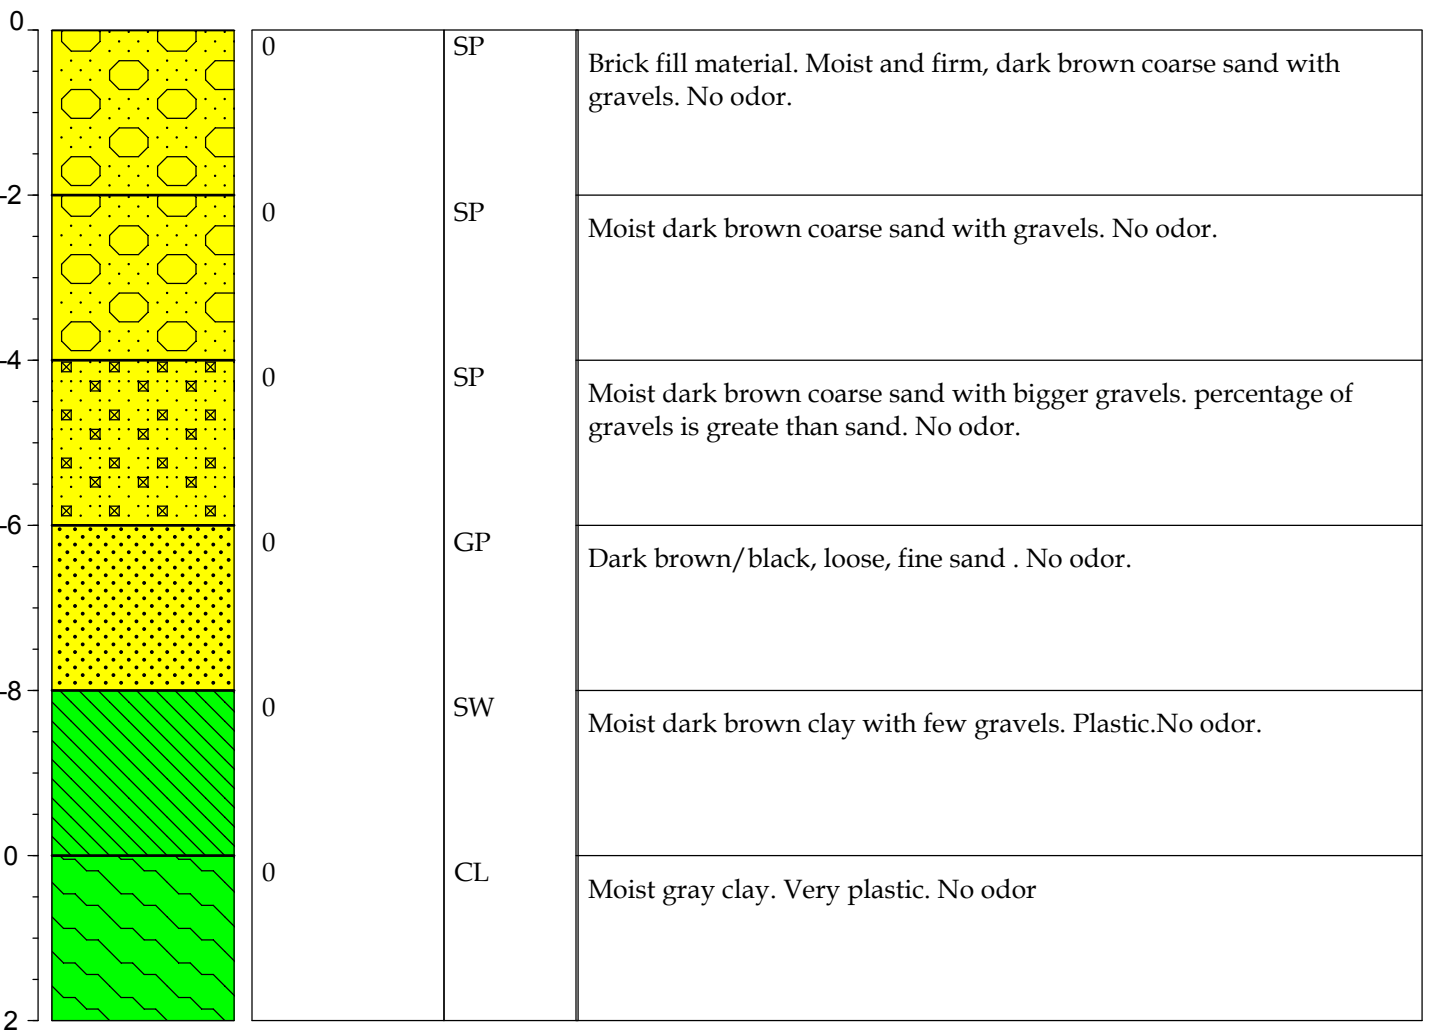 0
0 SP
Brick fill material. Moist and firm, dark brown coarse sand with
gravels. No odor.
-2
0 SP
Moist dark brown coarse sand with gravels. No odor.
-4
0 SP
Moist dark brown coarse sand with bigger gravels. percentage of
gravels is greate than sand. No odor.
-6
0 GP
Dark brown/black, loose, fine sand . No odor.
-8
0 SW
Moist dark brown clay with few gravels. Plastic.No odor.
0
0 CL
Moist gray clay. Very plastic. No odor
2